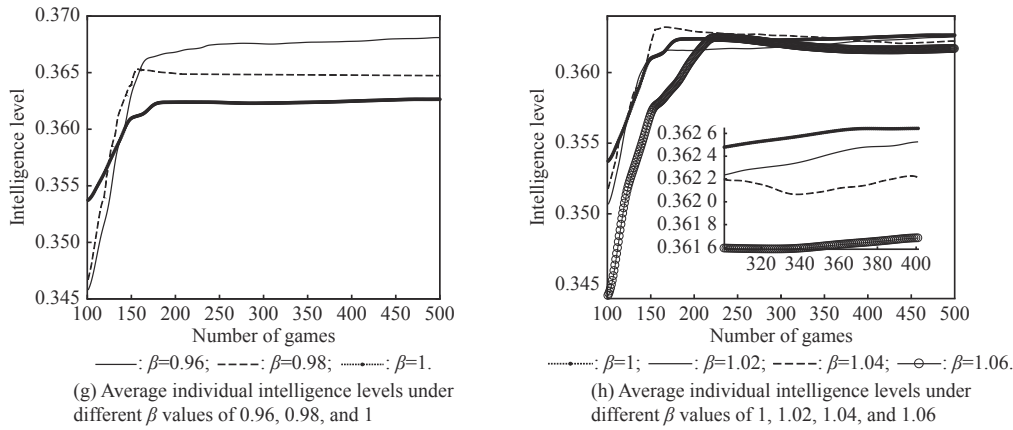 0.370
0.365
0.360
0.355
0.350
0.345
Intelligence level
100 150 200 250 300 350 400 450 500
Number of games
: β=0.96; : β=0.98; : β=1.
(g) Average individual intelligence levels under
different β values of 0.96, 0.98, and 1
0.360
0.355
0.350
0.345
0.344
Intelligence level
0.362 6
0.362 4
0.362 2
0.362 0
0.361 8
0.361 6
320 340 360 380 400
100 150 200 250 300 350 400 450 500
Number of games
: β=1; : β=1.02; : β=1.04; : β=1.06.
(h) Average individual intelligence levels under
different β values of 1, 1.02, 1.04, and 1.06